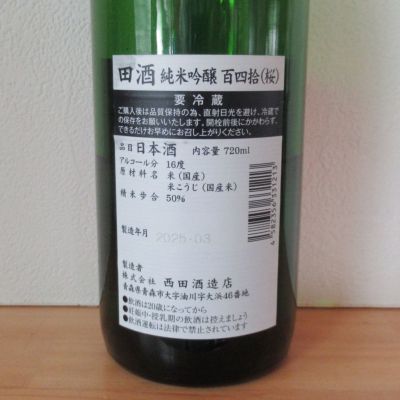 田酒 純米吟醸 百四拾(桜)
要冷蔵
ご購入後は品質保持の為、直射日光を避け、冷蔵で
の保存をお願いいたします。開栓前後にかかわらず、
できるだけお早めにお召し上がりください。
品目 日本酒 内容量 720ml
アルコール分 16度
原材料名 米(国産)
米こうじ(国産米)
精米歩合 50%
製造年月 2025.03
製造者
株式会社 西田酒造店
青森県青森市大字油川字大浜46番地
●飲酒は20歳になってから
●妊娠中・授乳期の飲酒は控えましょう
●飲酒運転は法律で禁止されています
4 582356 331213